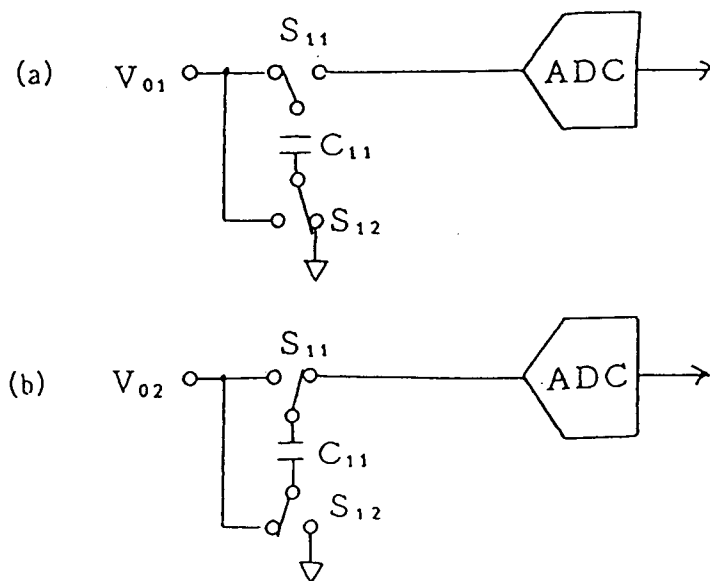 S₁₁
(a) V₀₁ ADC
C₁₁
S₁₂
S₁₁
(b) V₀₂ ADC
C₁₁
S₁₂